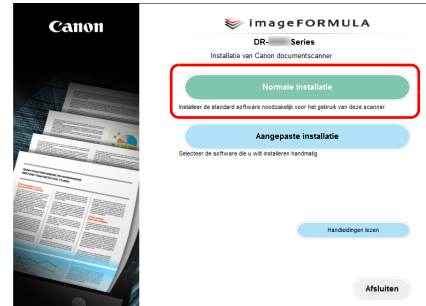 Canon
imageFORMULA
DR- Series
Installatie van Canon documentscanner
Normale installatie
Installeer de standard software noodzakelijk voor het gebruik van deze scanner.
Aangepaste installatie
Selecteer de software die u wilt installeren handmatig
Handleidingen lezen
Afsluiten